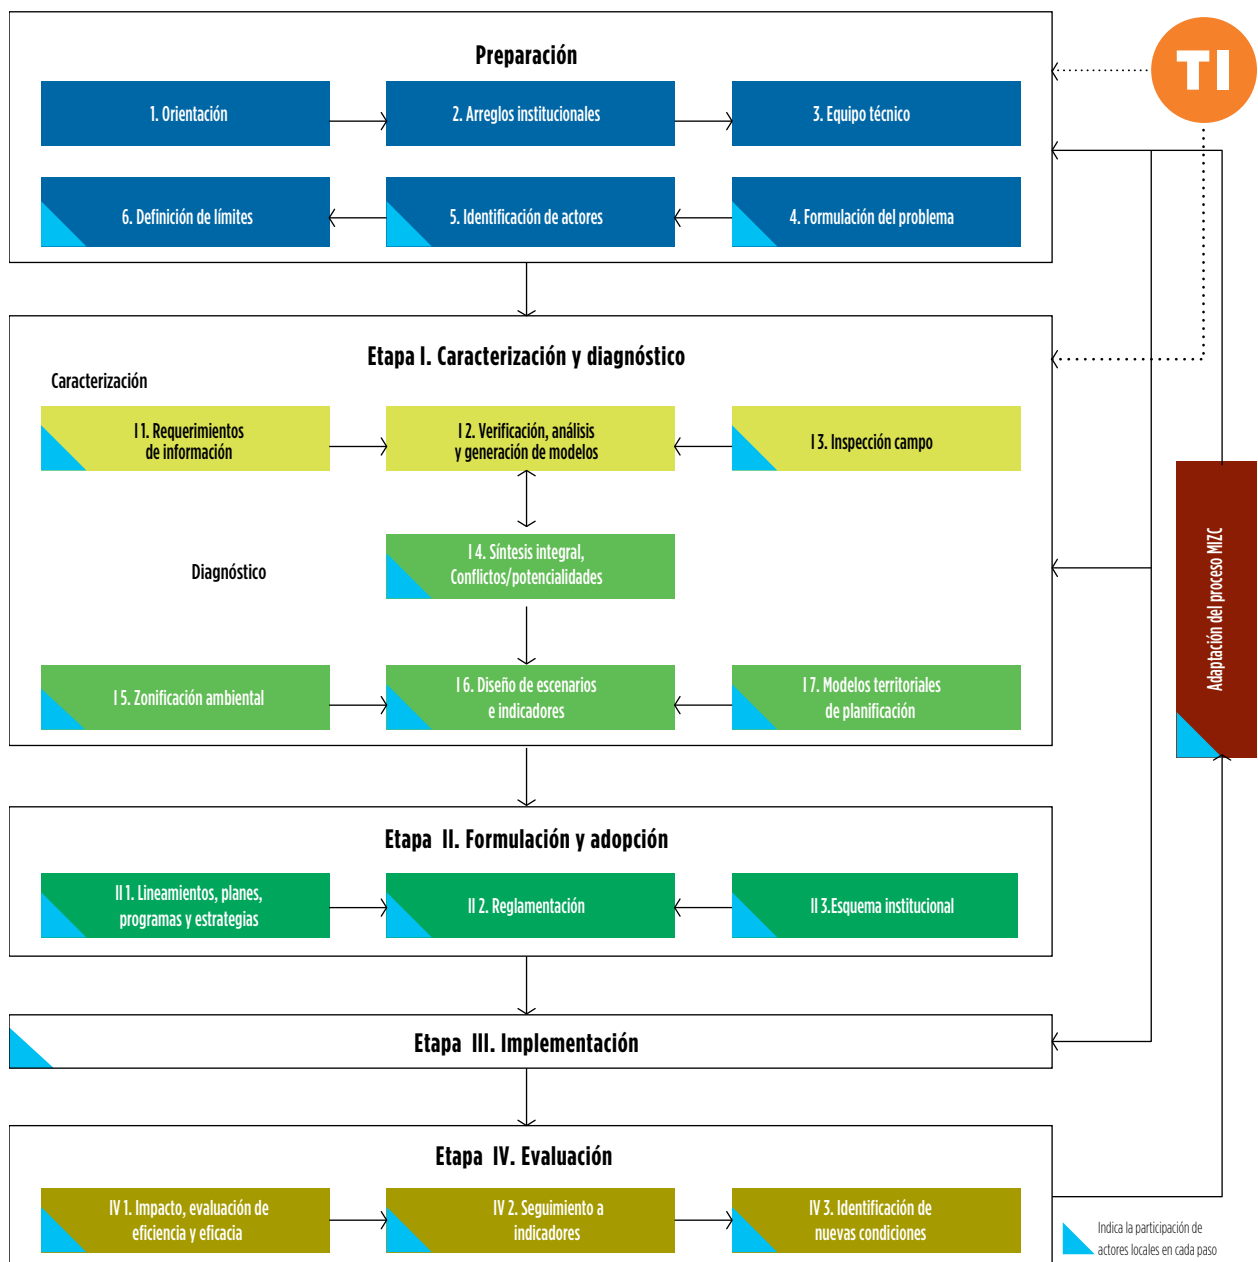 Preparación
TI
1. Orientación
2. Arreglos institucionales
3. Equipo técnico
6. Definición de límites
5. Identificación de actores
4. Formulación del problema
Etapa I. Caracterización y diagnóstico
Caracterización
I 1. Requerimientos
de información
I 2. Verificación, análisis
y generación de modelos
I 3. Inspección campo
Diagnóstico
I 4. Síntesis integral,
Conflictos/potencialidades
I 5. Zonificación ambiental
I 6. Diseño de escenarios
e indicadores
I 7. Modelos territoriales
de planificación
Adaptación del proceso MIZC
Etapa II. Formulación y adopción
II 1. Lineamientos, planes,
programas y estrategias
II 2. Reglamentación
II 3.Esquema institucional
Etapa III. Implementación
Etapa IV. Evaluación
IV 1. Impacto, evaluación de
eficiencia y eficacia
IV 2. Seguimiento a
indicadores
IV 3. Identificación de
nuevas condiciones
Indica la participación de
actores locales en cada paso